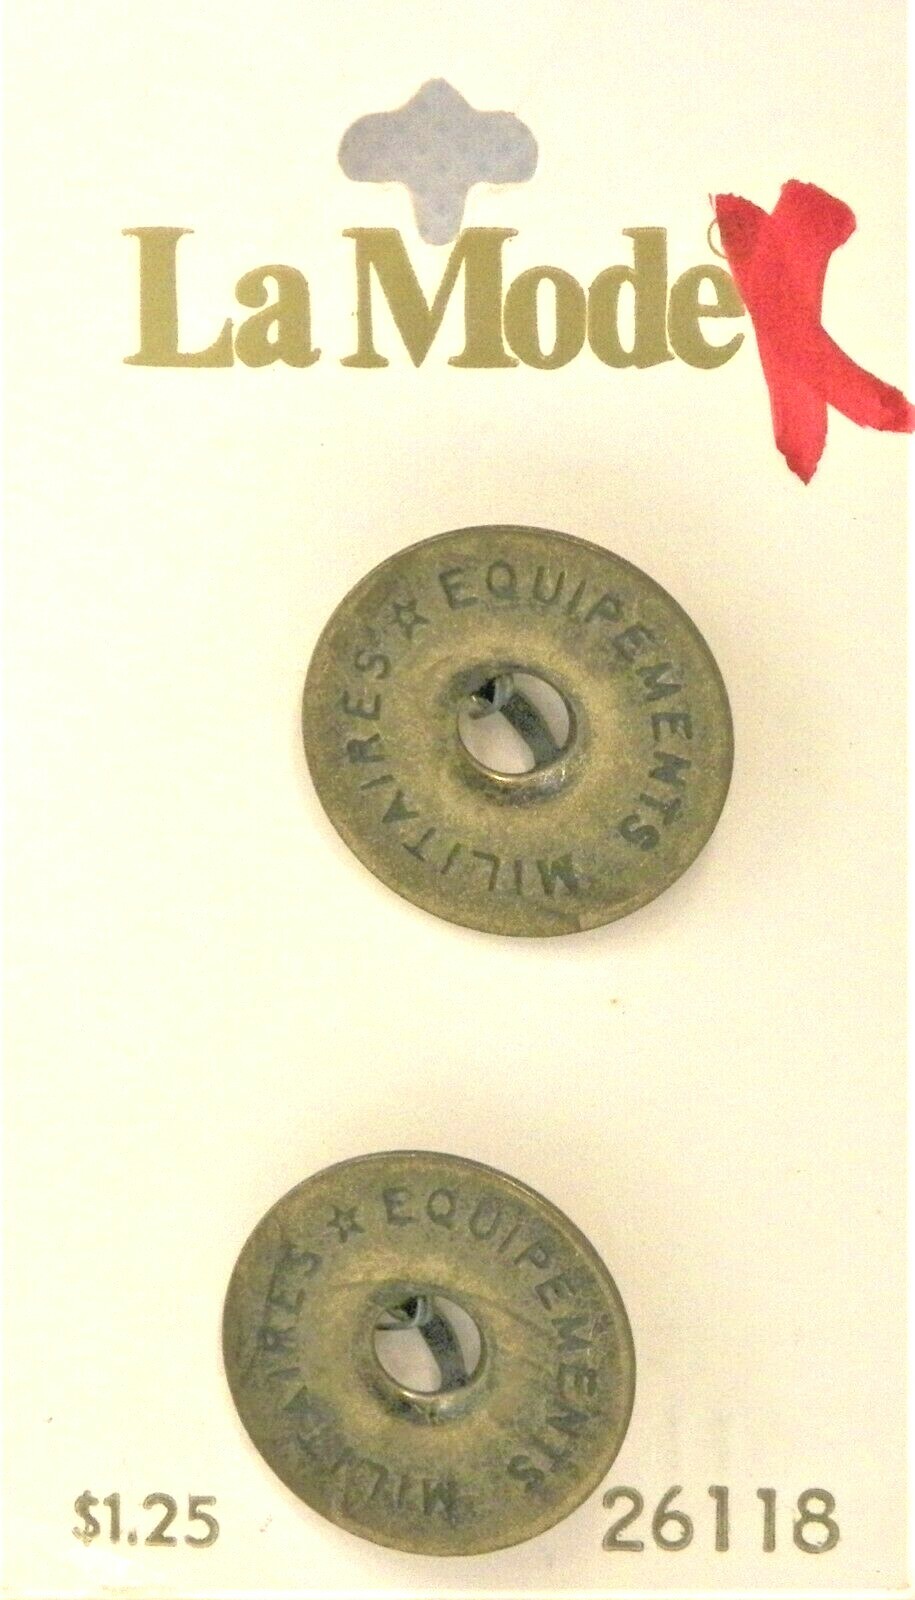 La Mode
EQUIPEMENTS MILITAIRES ☆
EQUIPEMENTS MILITAIRES ☆
$1.25
26118